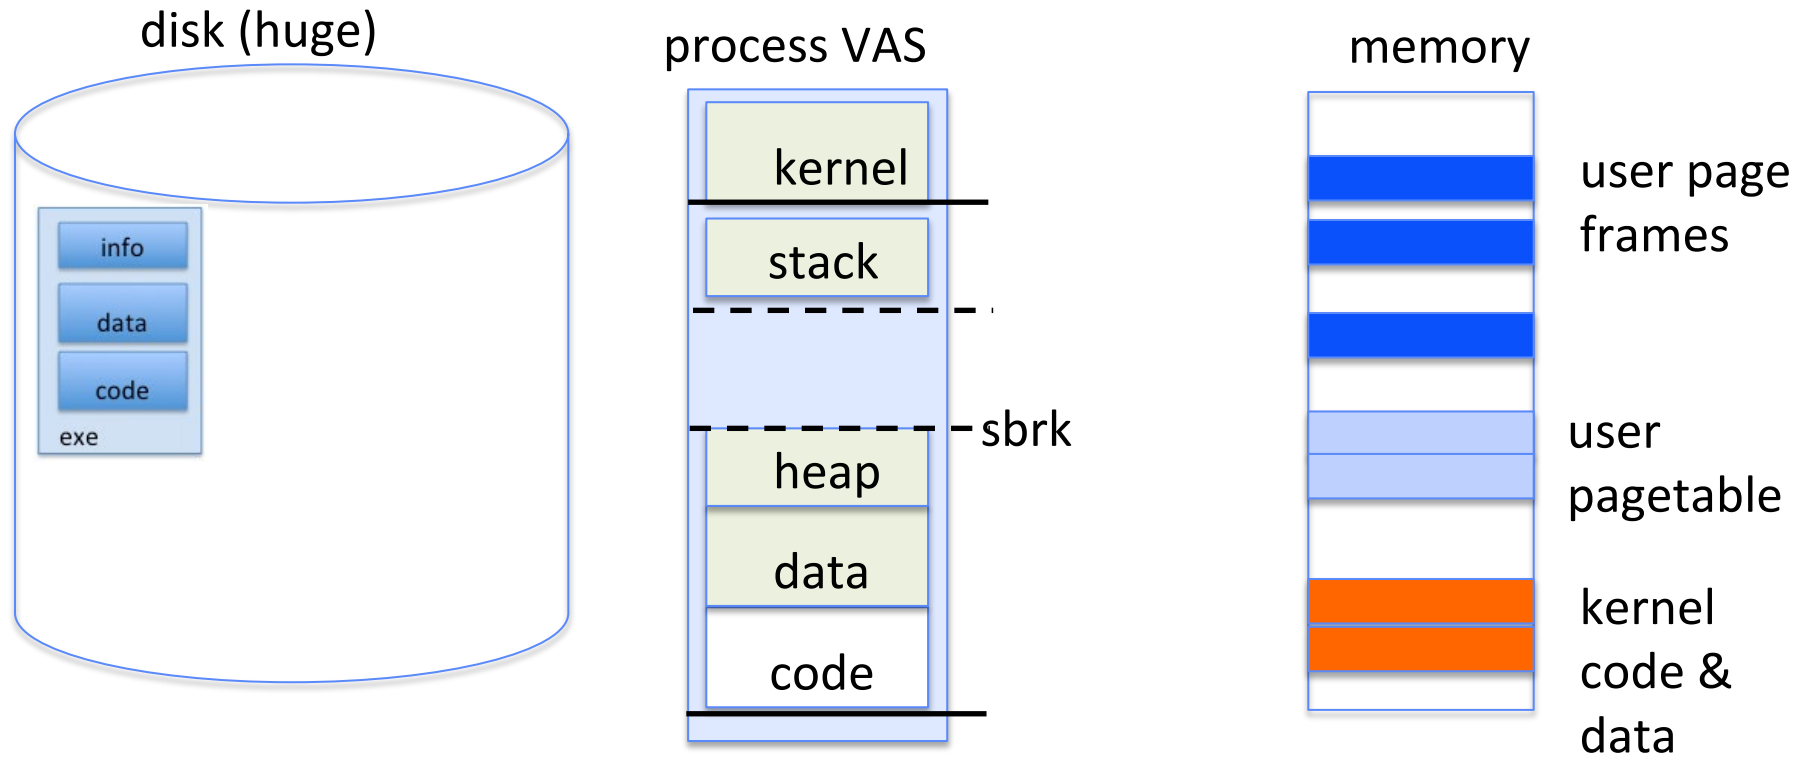 disk (huge)
info
data
code
exe
process VAS
kernel
stack
sbrk
heap
data
code
memory
user page
frames
user
pagetable
kernel
code &
data